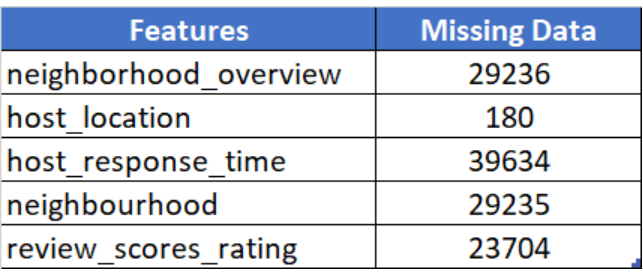 Features Missing Data
neighborhood_overview 29236
host_location 180
host_response_time 39634
neighbourhood 29235
review_scores_rating 23704